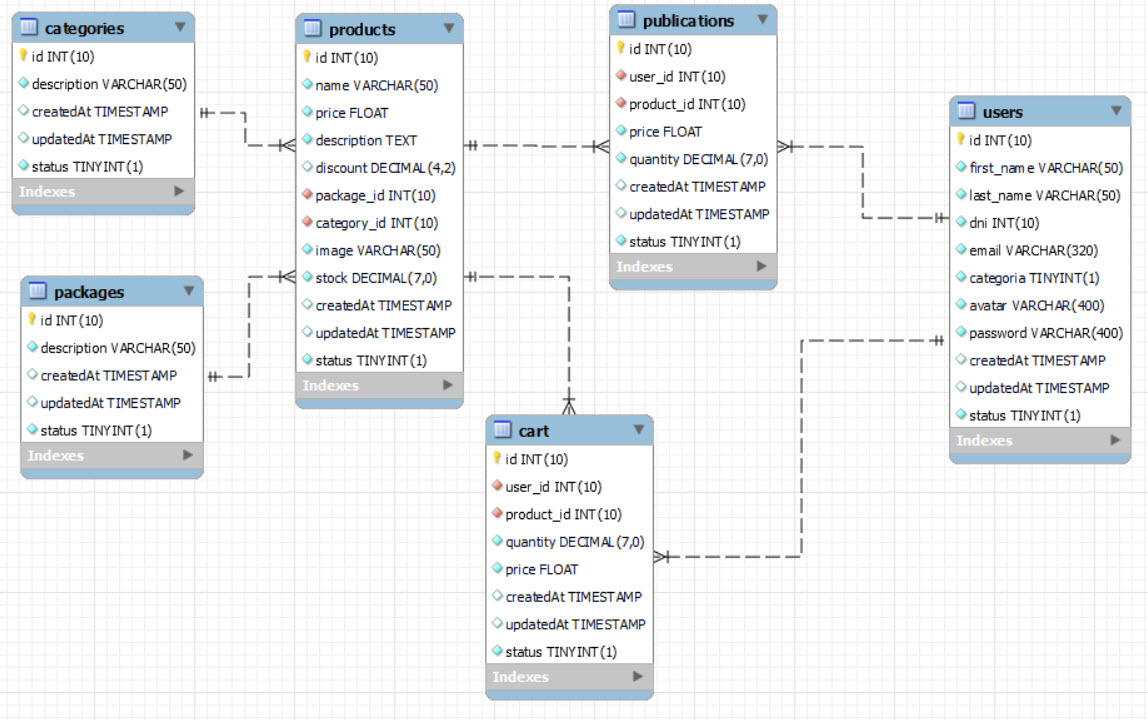 categories
id INT(10)
description VARCHAR(50)
createdAt TIMESTAMP
updatedAt TIMESTAMP
status TINYINT(1)
Indexes
packages
id INT(10)
description VARCHAR(50)
createdAt TIMESTAMP
updatedAt TIMESTAMP
status TINYINT(1)
Indexes
products
id INT(10)
name VARCHAR(50)
price FLOAT
description TEXT
discount DECIMAL(4,2)
package_id INT(10)
category_id INT(10)
image VARCHAR(50)
stock DECIMAL(7,0)
createdAt TIMESTAMP
updatedAt TIMESTAMP
status TINYINT(1)
Indexes
publications
id INT(10)
user_id INT(10)
product_id INT(10)
price FLOAT
quantity DECIMAL(7,0)
createdAt TIMESTAMP
updatedAt TIMESTAMP
status TINYINT(1)
Indexes
cart
id INT(10)
user_id INT(10)
product_id INT(10)
quantity DECIMAL(7,0)
price FLOAT
createdAt TIMESTAMP
updatedAt TIMESTAMP
status TINYINT(1)
Indexes
users
id INT(10)
first_name VARCHAR(50)
last_name VARCHAR(50)
dni INT(10)
email VARCHAR(320)
categoria TINYINT(1)
avatar VARCHAR(400)
password VARCHAR(400)
createdAt TIMESTAMP
updatedAt TIMESTAMP
status TINYINT(1)
Indexes